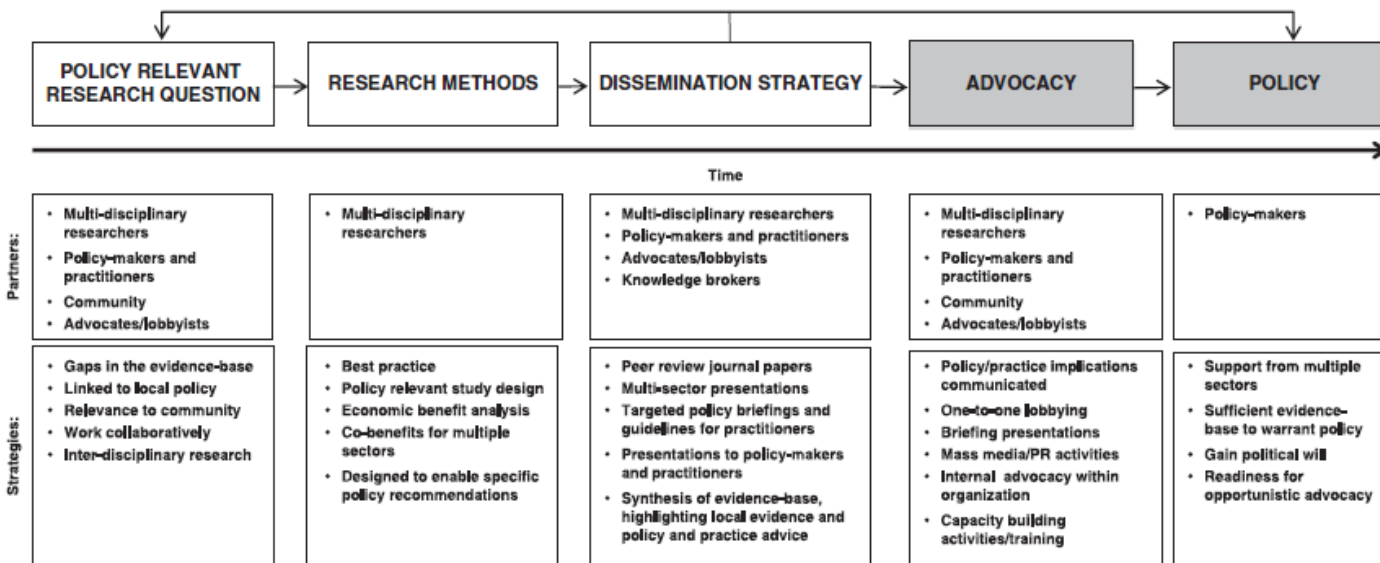 POLICY RELEVANT
RESEARCH QUESTION
RESEARCH METHODS
DISSEMINATION STRATEGY
ADVOCACY
POLICY
Time
Partners:
• Multi-disciplinary
researchers
• Policy-makers and
practitioners
• Community
• Advocates/lobbyists
• Multi-disciplinary
researchers
• Multi-disciplinary researchers
• Policy-makers and practitioners
• Advocates/lobbyists
• Knowledge brokers
• Multi-disciplinary
researchers
• Policy-makers and
practitioners
• Community
• Advocates/lobbyists
• Policy-makers
Strategies:
• Gaps in the evidence-base
• Linked to local policy
• Relevance to community
• Work collaboratively
• Inter-disciplinary research
• Best practice
• Policy relevant study design
• Economic benefit analysis
• Co-benefits for multiple
sectors
• Designed to enable specific
policy recommendations
• Peer review journal papers
• Multi-sector presentations
• Targeted policy briefings and
guidelines for practitioners
• Presentations to policy-makers
and practitioners
• Synthesis of evidence-base,
highlighting local evidence and
policy and practice advice
• Policy/practice implications
communicated
• One-to-one lobbying
• Briefing presentations
• Mass media/PR activities
• Internal advocacy within
organization
• Capacity building
activities/training
• Support from multiple
sectors
• Sufficient evidence-
base to warrant policy
• Gain political will
• Readiness for
opportunistic advocacy